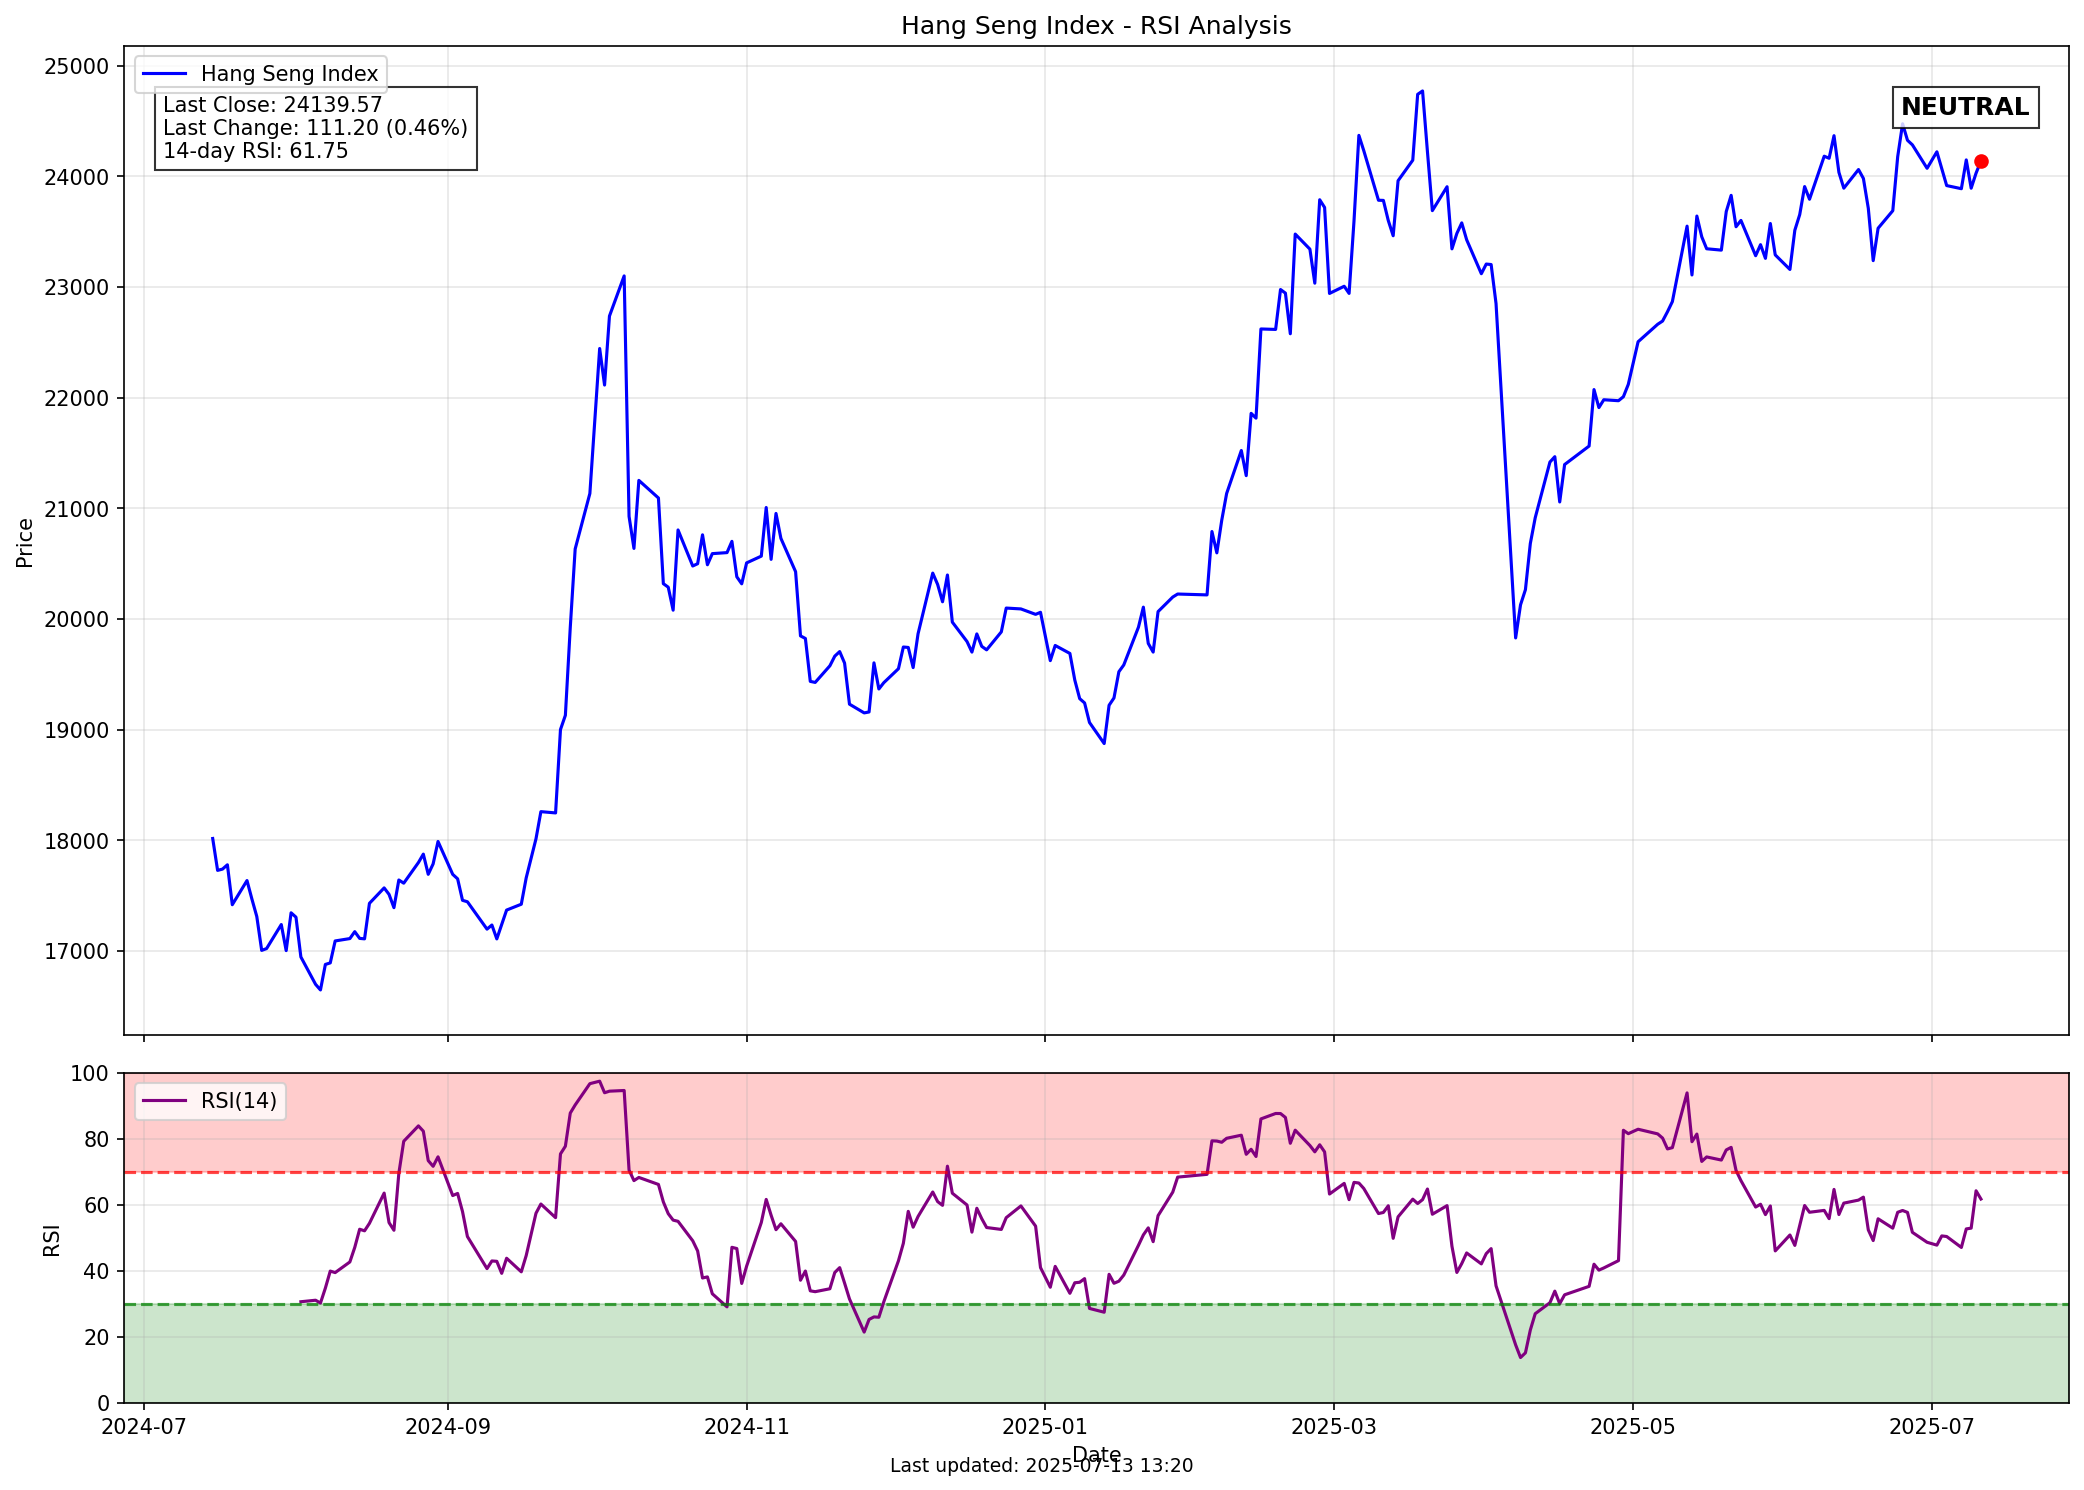 Hang Seng Index - RSI Analysis
Hang Seng Index
Last Close: 24139.57
Last Change: 111.20 (0.46%)
14-day RSI: 61.75
NEUTRAL
Price
25000
24000
23000
22000
21000
20000
19000
18000
17000
RSI(14)
RSI
100
80
60
40
20
0
2024-07
2024-09
2024-11
2025-01
2025-03
2025-05
2025-07
Date
Last updated: 2025-07-13 13:20